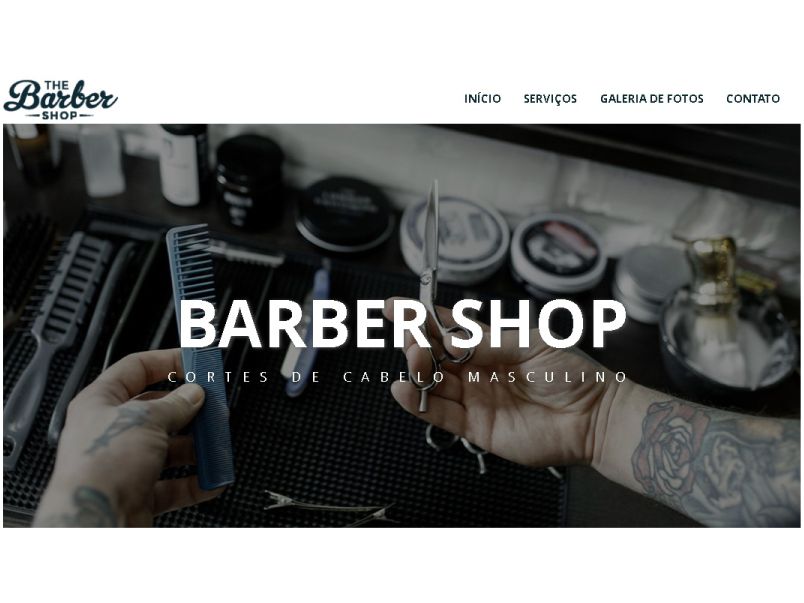 THE
Barber
SHOP
INÍCIO SERVIÇOS GALERIA DE FOTOS CONTATO
BARBER SHOP
CORTES DE CABELO MASCULINO